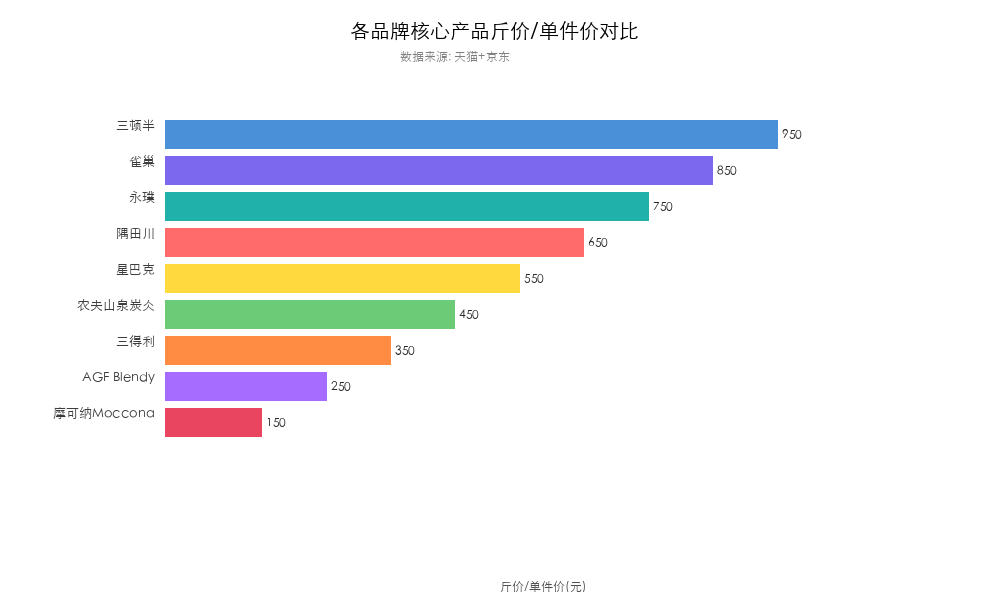 各品牌核心产品斤价/单件价对比
数据来源: 天猫+京东
三顿半 950
雀巢 850
永璞 750
隅田川 650
星巴克 550
农夫山泉炭仌 450
三得利 350
AGF Blendy 250
摩可纳Moccona 150
斤价/单件价(元)